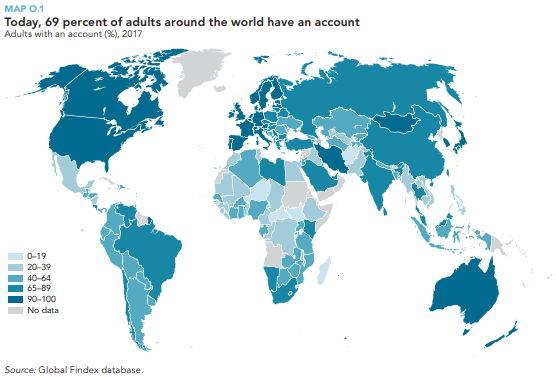 MAP O.1
Today, 69 percent of adults around the world have an account
Adults with an account (%), 2017
0–19
20–39
40–64
65–89
90–100
No data
Source: Global Findex database.